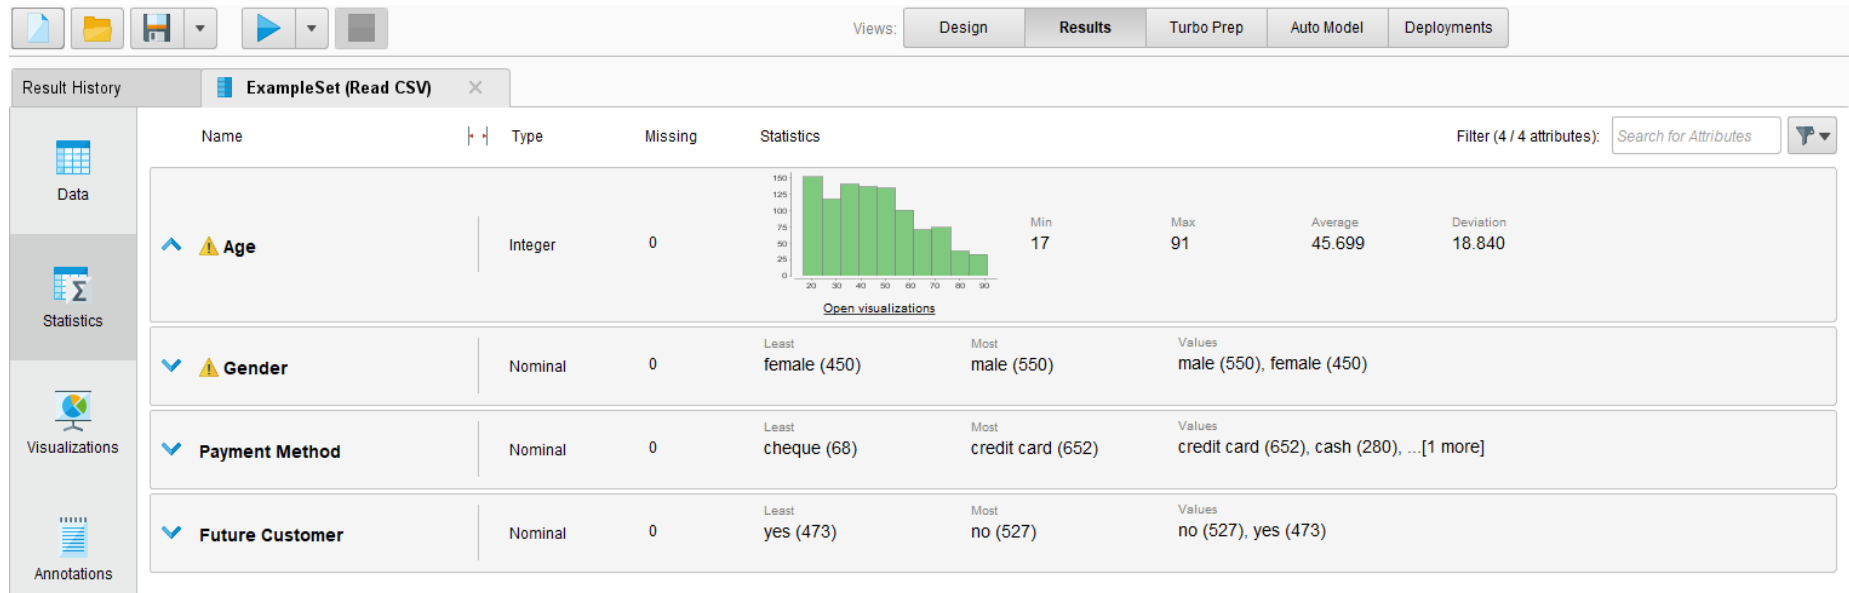 Views: Design Results Turbo Prep Auto Model Deployments
Result History ExampleSet (Read CSV)
Name Type Missing Statistics Filter (4 / 4 attributes): Search for Attributes
Data
Statistics
Visualizations
Annotations
Age Integer 0
150
125
100
75
50
25
0
20 30 40 50 60 70 80 90
Open visualizations
Min Max Average Deviation
17 91 45.699 18.840
Least Most Values
Gender Nominal 0 female (450) male (550) male (550), female (450)
Least Most Values
Payment Method Nominal 0 cheque (68) credit card (652) credit card (652), cash (280), ...[1 more]
Least Most Values
Future Customer Nominal 0 yes (473) no (527) no (527), yes (473)